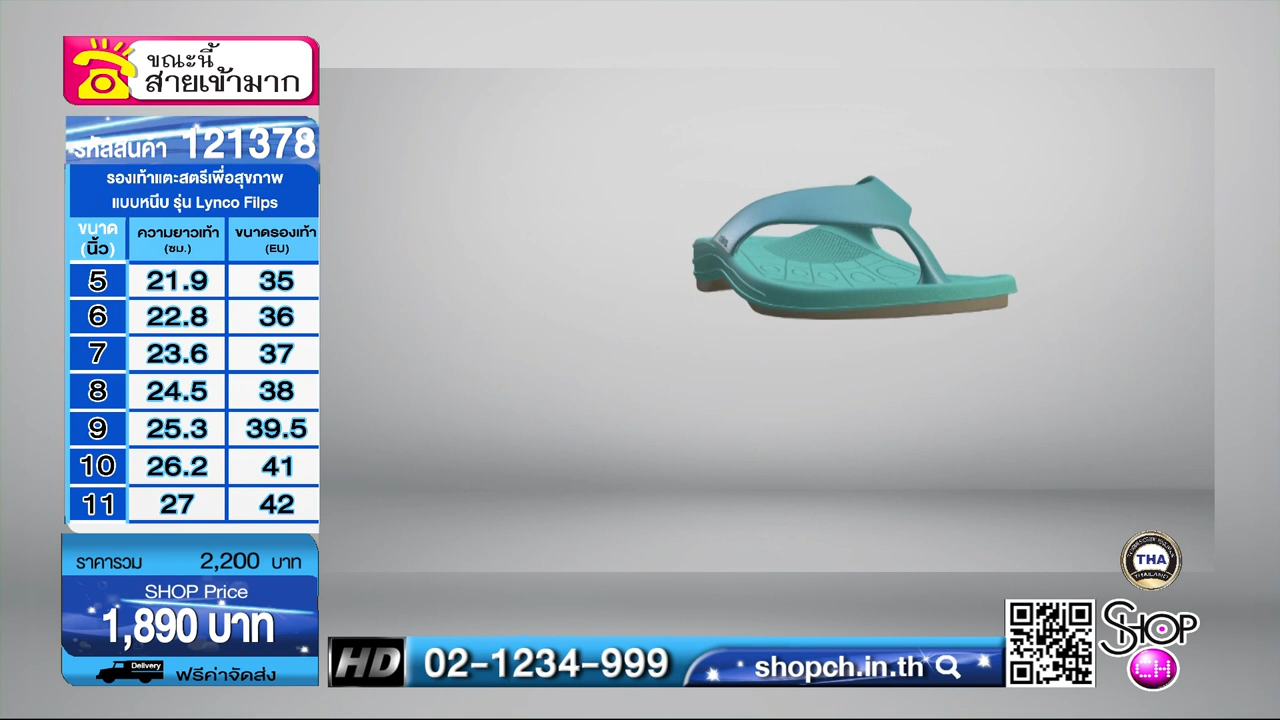 ขณะนี้
สายเข้ามาก
รหัสสินค้า 121378
รองเท้าแตะสตรีเพื่อสุขภาพ
แบบหนีบ รุ่น Lynco Filps
ขนาด (นิ้ว) ความยาวเท้า (ซม.) ขนาดรองเท้า (EU)
5 21.9 35
6 22.8 36
7 23.6 37
8 24.5 38
9 25.3 39.5
10 26.2 41
11 27 42
ราคารวม 2,200 บาท
SHOP Price
1,890 บาท
Delivery ฟรีค่าจัดส่ง
HD 02-1234-999 shopch.in.th
THA
THAILAND
SHOP
CH